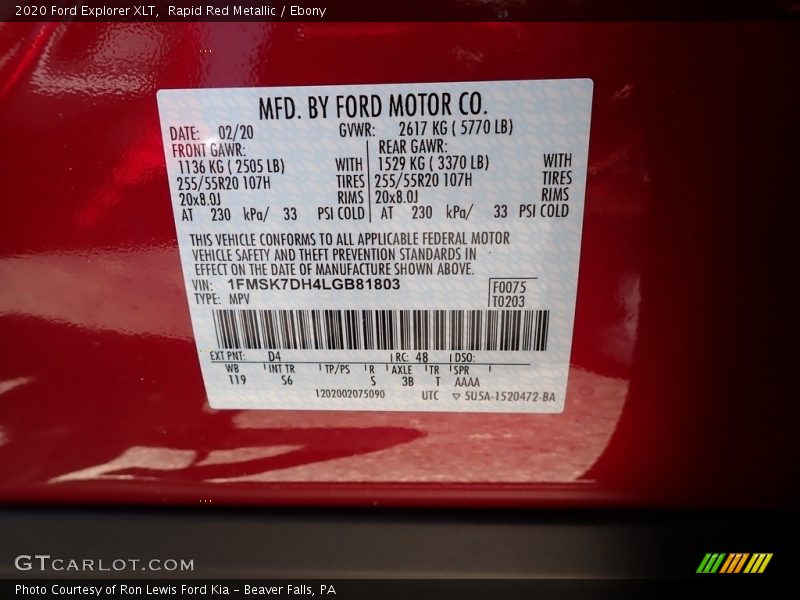 2020 Ford Explorer XLT,  Rapid Red Metallic / Ebony
MFD. BY FORD MOTOR CO.
DATE: 02/20 GVWR: 2617 KG ( 5770 LB)
FRONT GAWR: REAR GAWR:
1136 KG ( 2505 LB) WITH 1529 KG ( 3370 LB) WITH
255/55R20 107H TIRES 255/55R20 107H TIRES
20x8.0J RIMS 20x8.0J RIMS
AT 230 kPa/ 33 PSI COLD AT 230 kPa/ 33 PSI COLD
THIS VEHICLE CONFORMS TO ALL APPLICABLE FEDERAL MOTOR
VEHICLE SAFETY AND THEFT PREVENTION STANDARDS IN
EFFECT ON THE DATE OF MANUFACTURE SHOWN ABOVE.
VIN: 1FMSK7DH4LGB81803 F0075
TYPE: MPV T0203
EXT PNT: D4 RC: 48 DSO:
WB INT TR TP/PS R AXLE TR SPR
119 S6 S 3B T AAAA
1202002075090 UTC ▽ 5U5A-1520472-BA
GTCARLOT.COM
Photo Courtesy of Ron Lewis Ford Kia - Beaver Falls, PA